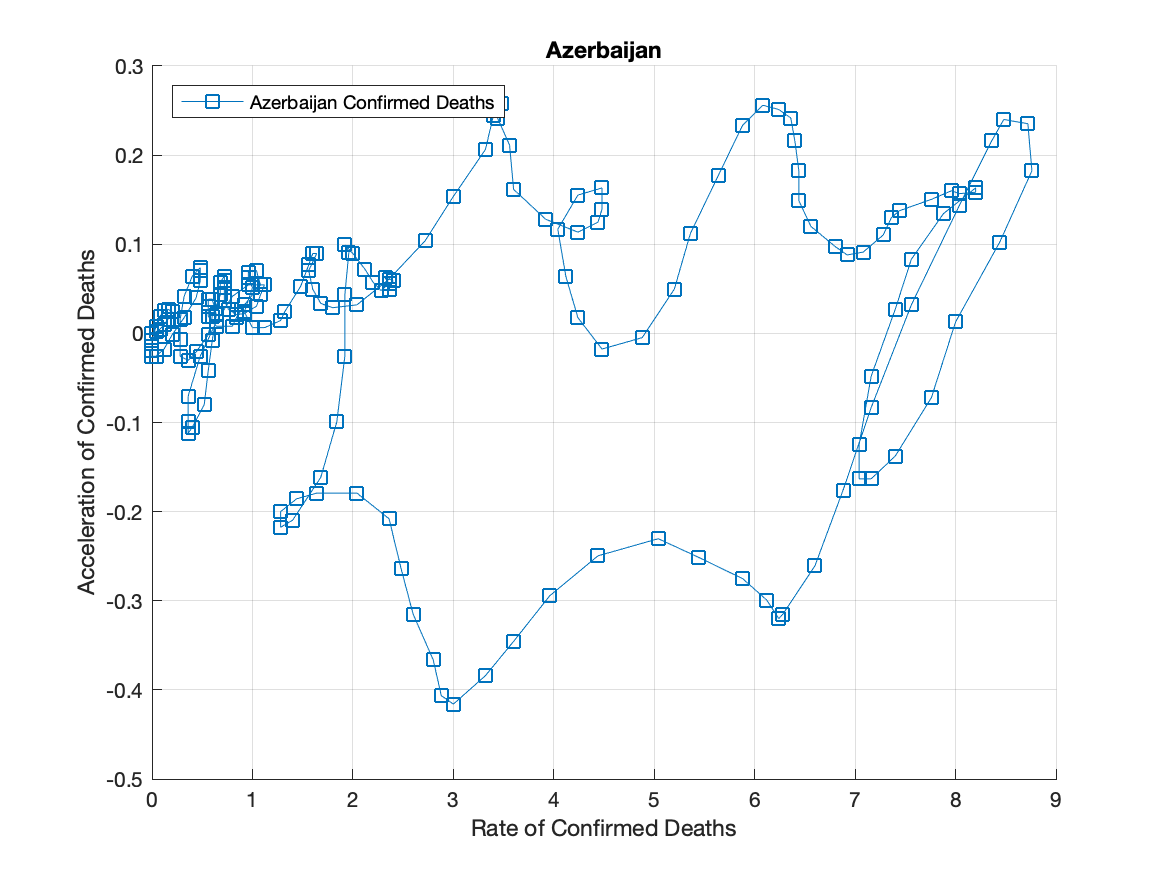 Azerbaijan
Azerbaijan Confirmed Deaths
0.3
0.2
0.1
0
-0.1
-0.2
-0.3
-0.4
-0.5
Acceleration of Confirmed Deaths
0 1 2 3 4 5 6 7 8 9
Rate of Confirmed Deaths